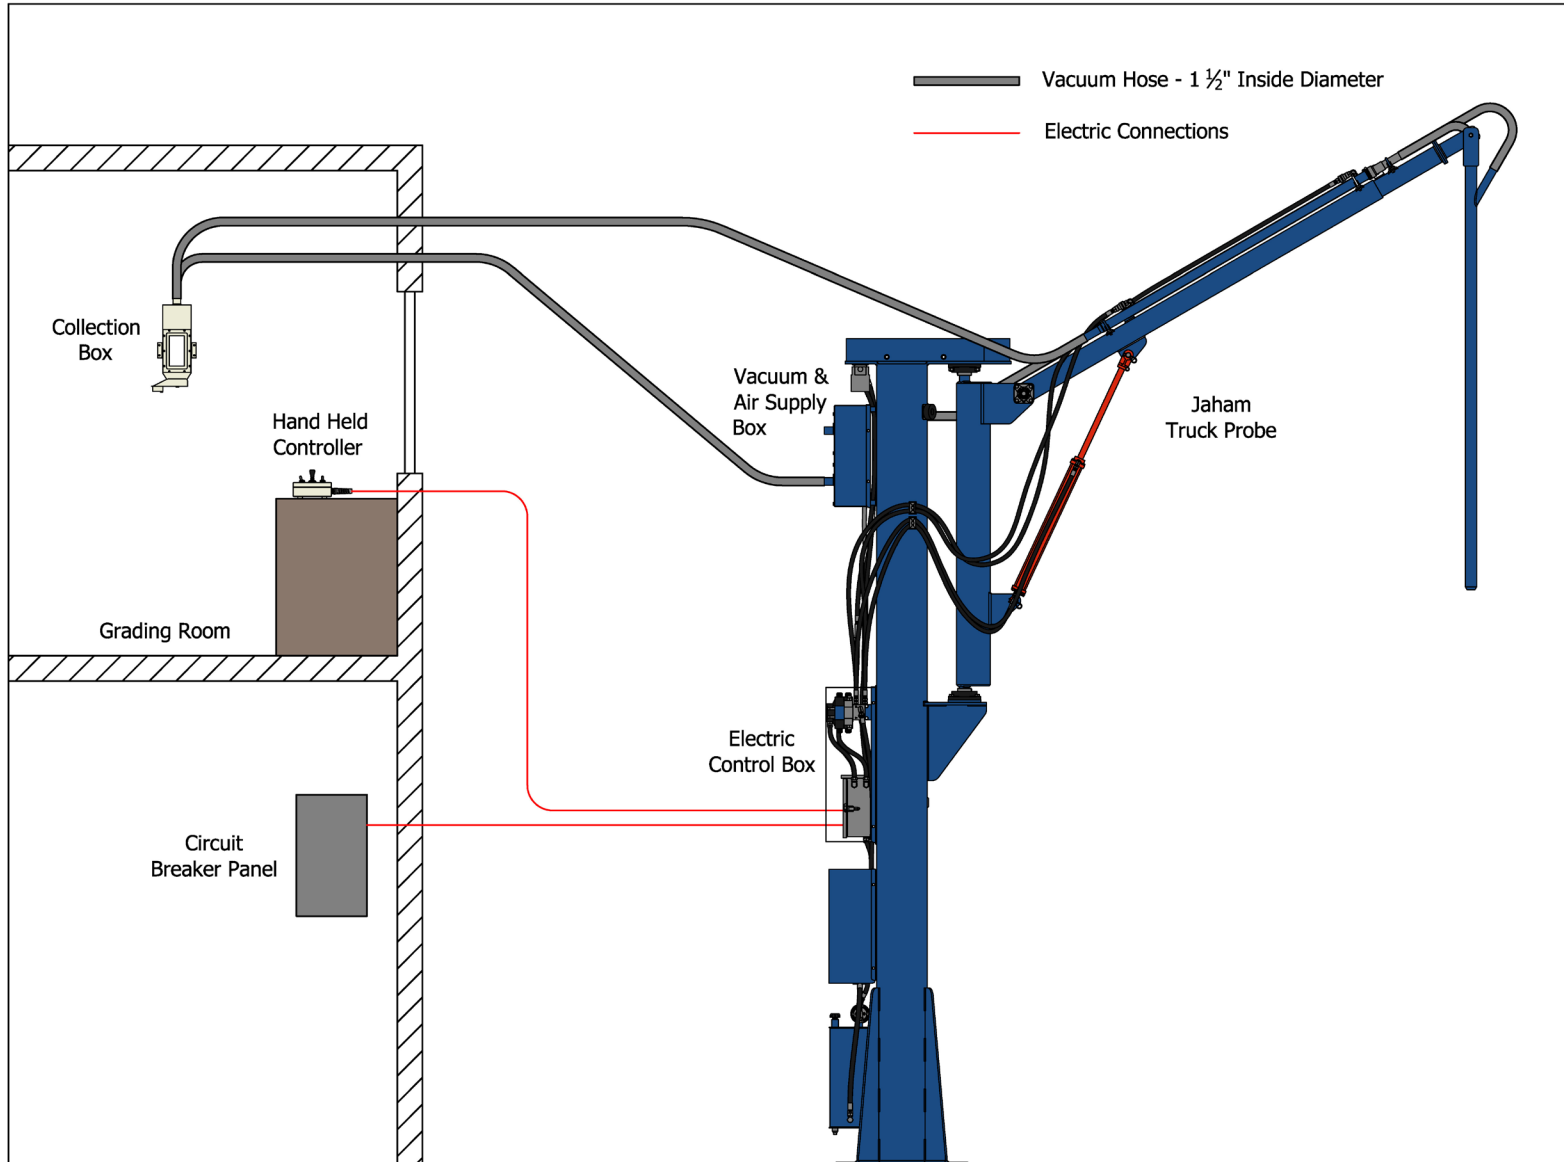 Vacuum Hose - 1 ½" Inside Diameter
Electric Connections
Collection
Box
Vacuum &
Air Supply
Box
Jaham
Truck Probe
Hand Held
Controller
Grading Room
Electric
Control Box
Circuit
Breaker Panel